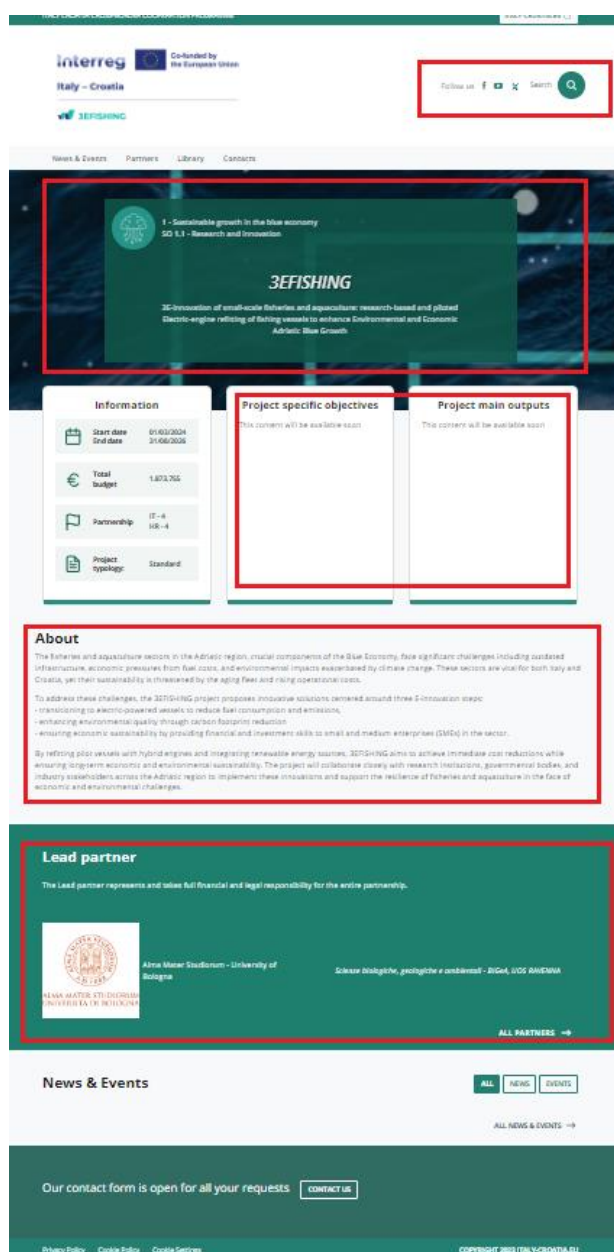 ITALY CROATIA CROSSBORDER COOPERATION PROGRAMME
interreg
Co-funded by
the European Union
Italy – Croatia
3EFISHING
Follow us
Search
News & Events Partners Library Contacts
1 - Sustainable growth in the blue economy
SO 1.1 - Research and Innovation
3EFISHING
3E-innovation of small-scale fisheries and aquaculture: research-based and piloted
Electric-engine refitting of fishing vessels to enhance Environmental and Economic
Adriatic Blue Growth
Information
Start date 01/03/2024
End date 31/08/2026
Total
budget
1.873.755
Partnership
IT - 4
HR - 4
Project
typology:
Standard
Project specific objectives
This content will be available soon
Project main outputs
This content will be available soon
About
The fisheries and aquaculture sectors in the Adriatic region, crucial components of the Blue Economy, face significant challenges including outdated
infrastructure, economic pressures from fuel costs, and environmental impacts exacerbated by climate change. These sectors are vital for both Italy and
Croatia, yet their sustainability is threatened by the aging fleet and rising operational costs.
To address these challenges, the 3EFISHING project proposes innovative solutions centered around three E-innovation steps:
- transitioning to electric-powered vessels to reduce fuel consumption and emissions,
- enhancing environmental quality through carbon footprint reduction
- ensuring economic sustainability by providing financial and investment skills to small and medium enterprises (SMEs) in the sector.
By refitting pilot vessels with hybrid engines and integrating renewable energy sources, 3EFISHING aims to achieve immediate cost reductions while
ensuring long-term economic and environmental sustainability. The project will collaborate closely with research institutions, governmental bodies, and
industry stakeholders across the Adriatic region to implement these innovations and support the resilience of fisheries and aquaculture in the face of
economic and environmental challenges.
Lead partner
The Lead partner represents and takes full financial and legal responsibility for the entire partnership.
ALMA MATER STUDIORUM
UNIVERSITÀ DI BOLOGNA
Alma Mater Studiorum - University of
Bologna
Scienze biologiche, geologiche e ambientali - BiGeA, UOS RAVENNA
ALL PARTNERS
News & Events
ALL NEWS EVENTS
ALL NEWS & EVENTS
Our contact form is open for all your requests CONTACT US
Privacy Policy Cookie Policy Cookie Settings
COPYRIGHT 2023 ITALY-CROATIA.EU